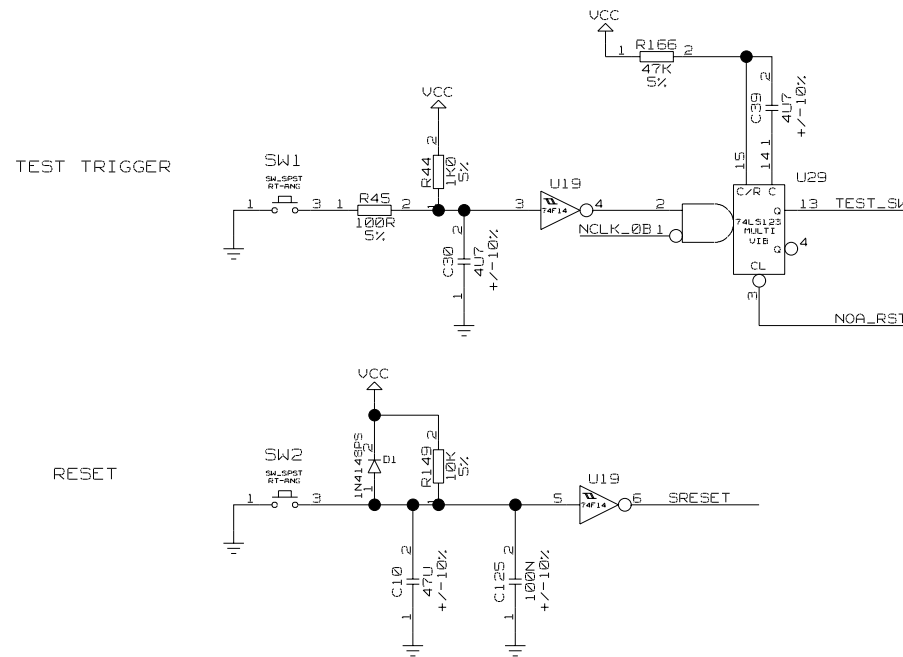 VCC
1
R166
2
47K
5%
2
C39
4U7
+/-10%
15
14
1
VCC
2
R44
1K0
5%
1
TEST TRIGGER
SW1
SW_SPST
RT-ANG
1
3
1
R45
2
100R
5%
2
C30
4U7
+/-10%
1
3
U19
74F14
4
2
NCLK_0B
1
U29
C/R
C
Q
13
TEST_SW
74LS123
MULTI
VIB
Q
4
CL
3
NOA_RST
VCC
RESET
SW2
SW_SPST
RT-ANG
1
3
1N4148PS
2
1
D1
2
R149
10K
5%
1
2
C10
47U
+/-10%
1
2
C125
100N
+/-10%
1
5
U19
74F14
6
SRESET